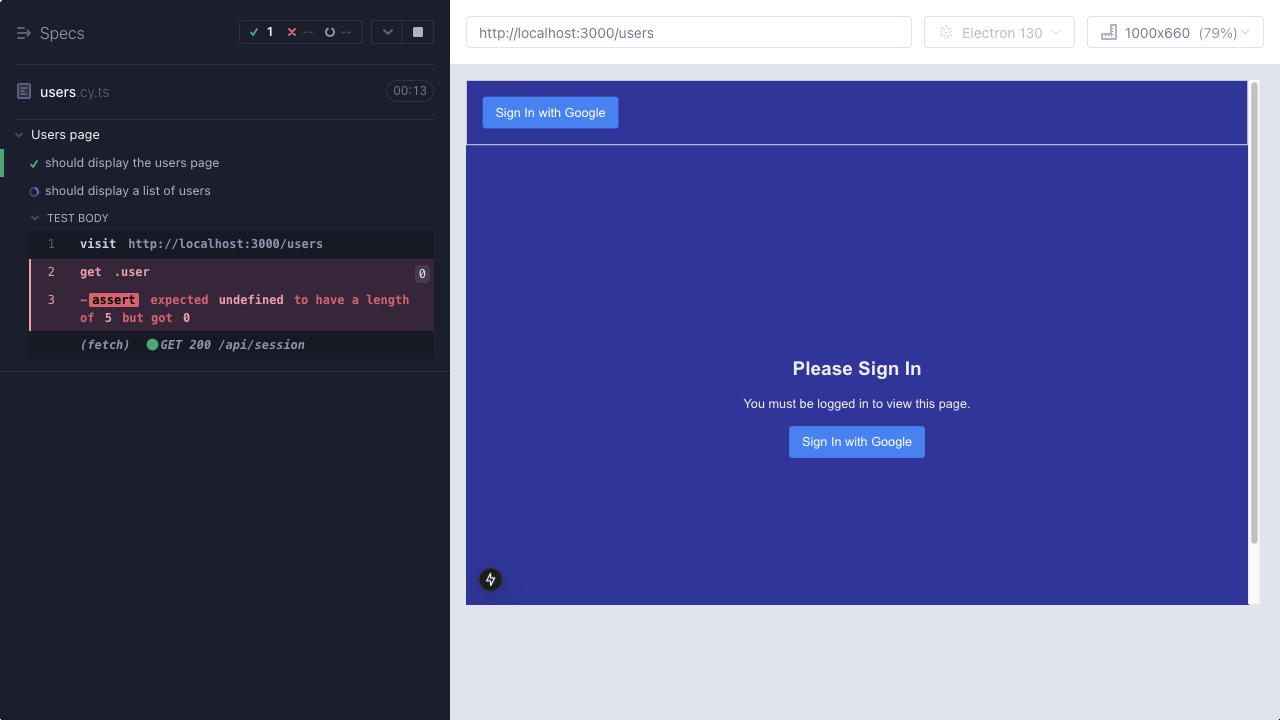 Specs
1 -- --
users.cy.ts 00:13
Users page
should display the users page
should display a list of users
TEST BODY
1 visit http://localhost:3000/users
2 get .user 0
3 -assert expected undefined to have a length
of 5 but got 0
(fetch) GET 200 /api/session
http://localhost:3000/users
Electron 130
1000x660 (79%)
Sign In with Google
Please Sign In
You must be logged in to view this page.
Sign In with Google